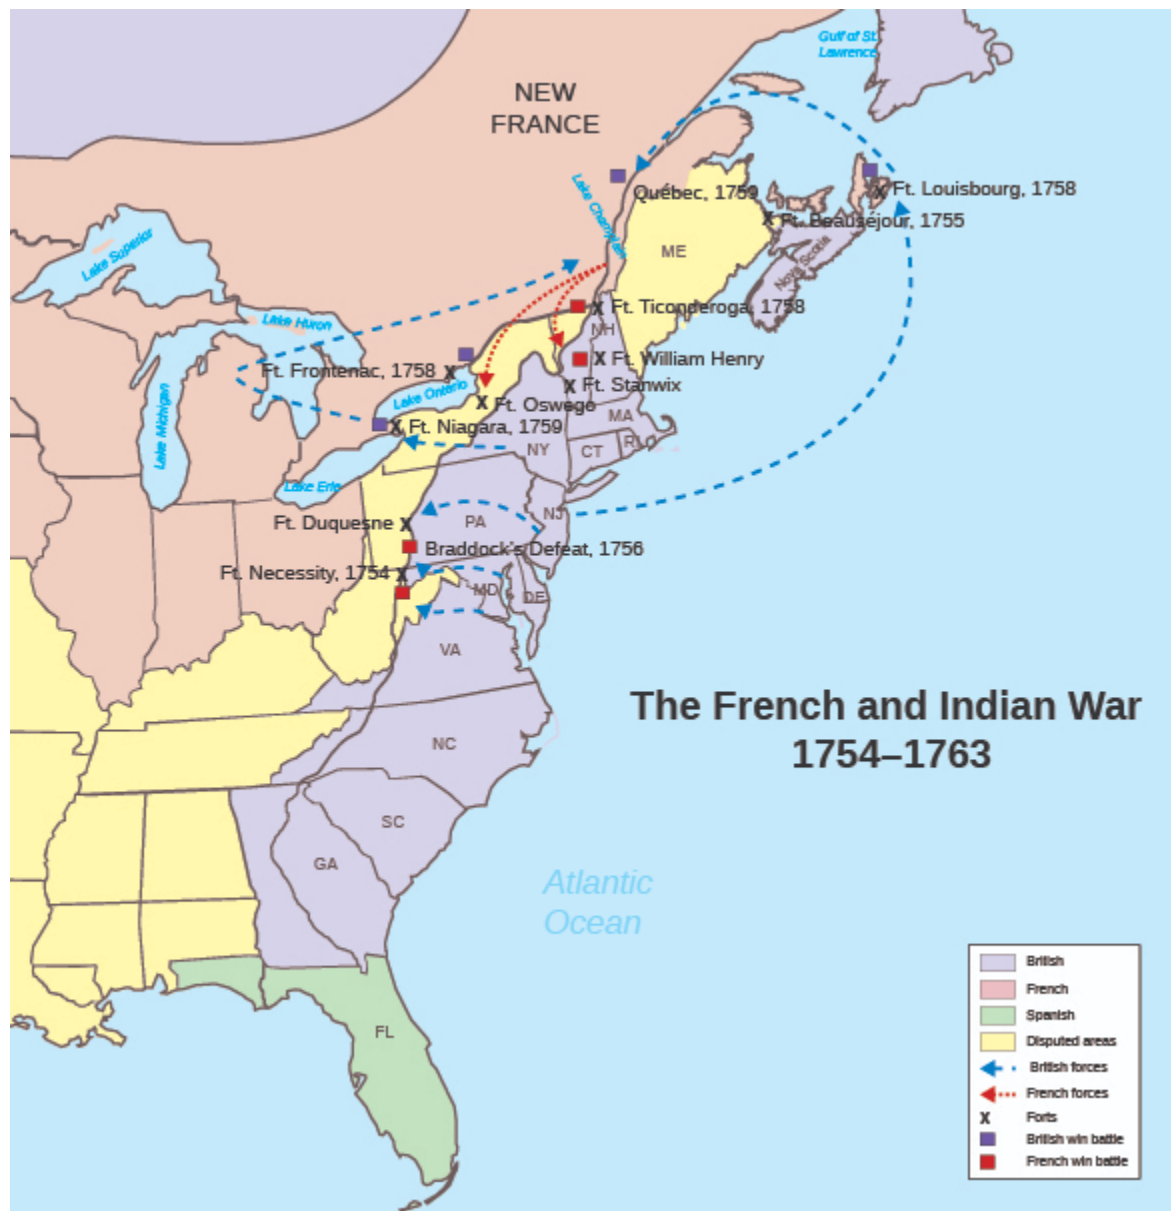 Gulf of St.
Lawrence
NEW
FRANCE
Lake Champlain
Québec, 1759
Ft. Louisbourg, 1758
Ft. Beauséjour, 1755
Nova Scotia
ME
Lake Superior
Ft. Ticonderoga, 1758
Lake Huron
NH
Ft. William Henry
Ft. Frontenac, 1758
Ft. Stanwix
Lake Ontario
Ft. Oswego
Lake Michigan
MA
Ft. Niagara, 1759
NY
CT
RI
Lake Erie
NJ
PA
Ft. Duquesne
Braddock's Defeat, 1756
Ft. Necessity, 1754
MD
DE
VA
The French and Indian War
1754–1763
NC
SC
GA
Atlantic
Ocean
FL
British
French
Spanish
Disputed areas
British forces
French forces
X Forts
British win battle
French win battle